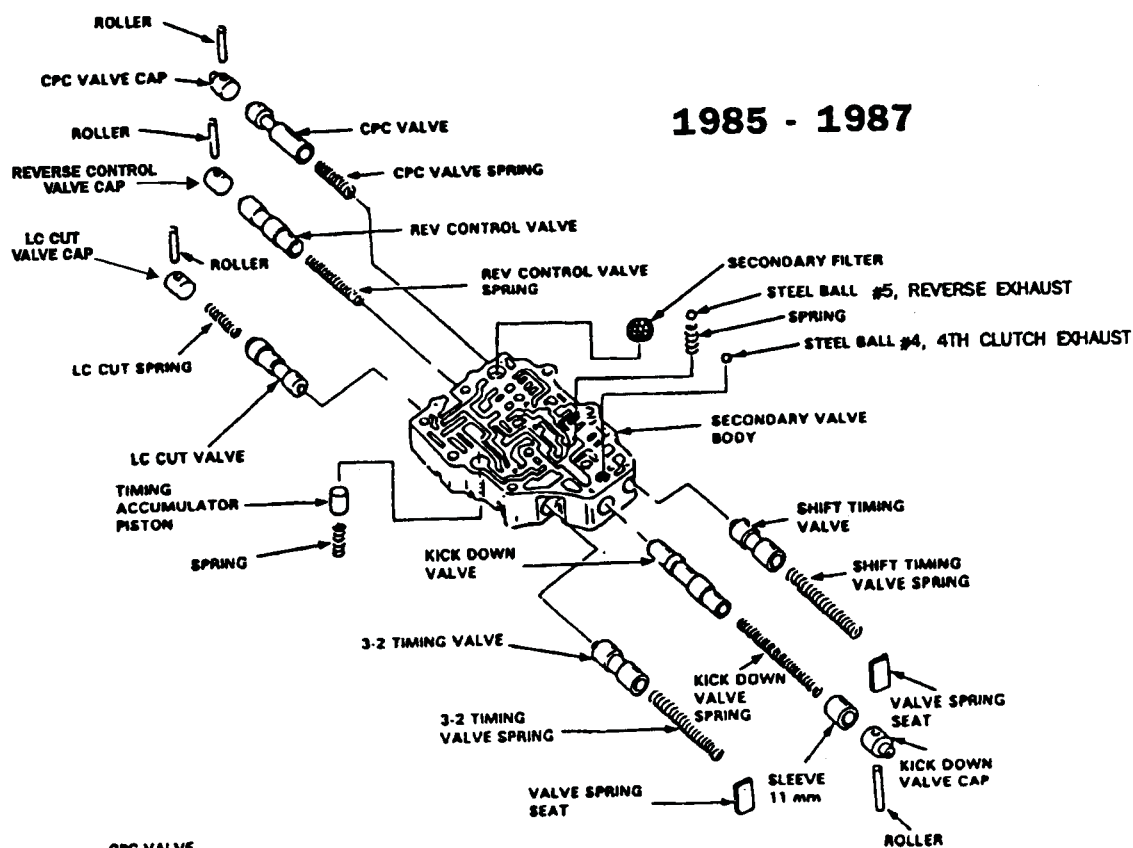 ROLLER
CPC VALVE CAP
1985 - 1987
CPC VALVE
ROLLER
CPC VALVE SPRING
REVERSE CONTROL
VALVE CAP
REV CONTROL VALVE
LC CUT
VALVE CAP
ROLLER
REV CONTROL VALVE
SPRING
SECONDARY FILTER
STEEL BALL #5, REVERSE EXHAUST
SPRING
STEEL BALL #4, 4TH CLUTCH EXHAUST
LC CUT SPRING
SECONDARY VALVE
BODY
LC CUT VALVE
TIMING
ACCUMULATOR
PISTON
SHIFT TIMING
VALVE
SPRING
KICK DOWN
VALVE
SHIFT TIMING
VALVE SPRING
3-2 TIMING VALVE
KICK DOWN
VALVE
SPRING
VALVE SPRING
SEAT
3-2 TIMING
VALVE SPRING
KICK DOWN
VALVE CAP
SLEEVE
11 mm
VALVE SPRING
SEAT
ROLLER
CPC VALVE